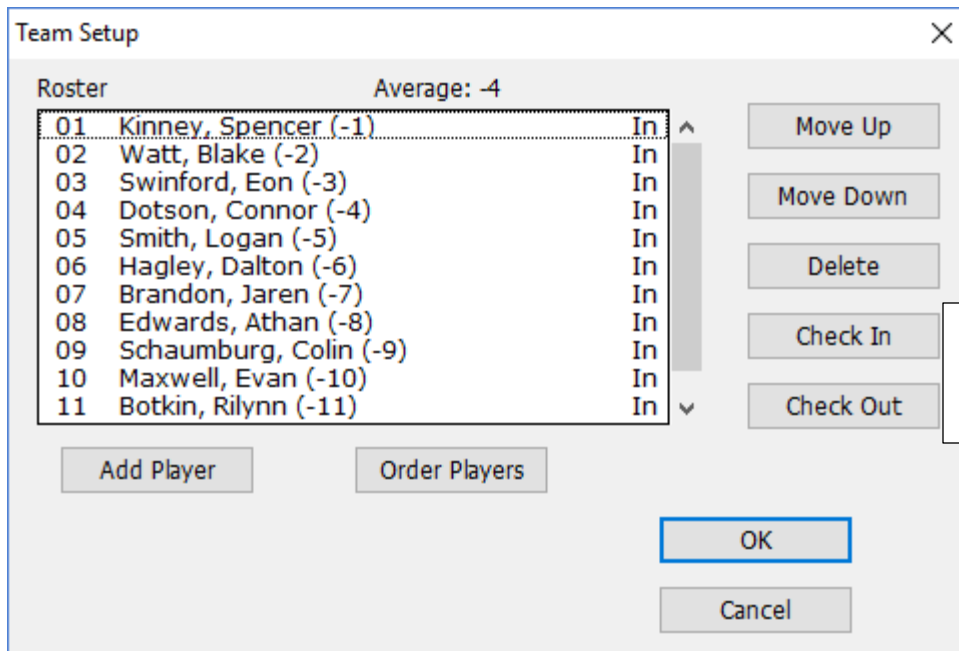 Team Setup
Roster Average: -4
01 Kinney, Spencer (-1) In
02 Watt, Blake (-2) In
03 Swinford, Eon (-3) In
04 Dotson, Connor (-4) In
05 Smith, Logan (-5) In
06 Hagley, Dalton (-6) In
07 Brandon, Jaren (-7) In
08 Edwards, Athan (-8) In
09 Schaumburg, Colin (-9) In
10 Maxwell, Evan (-10) In
11 Botkin, Rilynn (-11) In
Move Up
Move Down
Delete
Check In
Check Out
Add Player Order Players
OK
Cancel